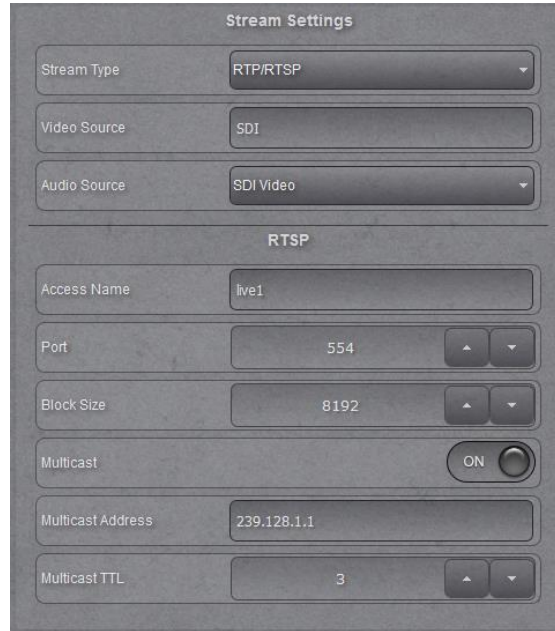 Stream Settings
Stream Type RTP/RTSP
Video Source SDI
Audio Source SDI Video
RTSP
Access Name live1
Port 554
Block Size 8192
Multicast ON
Multicast Address 239.128.1.1
Multicast TTL 3